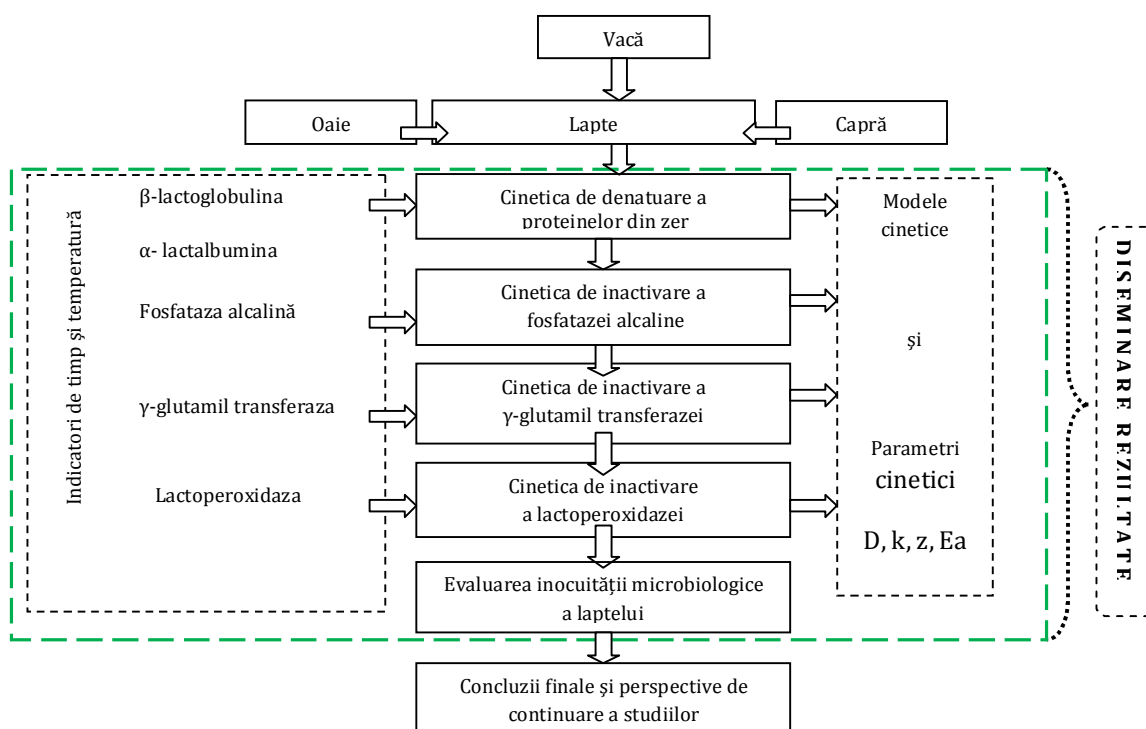 Vacă
Oaie
Lapte
Capră
Indicatori de timp şi temperatură
β-lactoglobulina
α- lactalbumina
Fosfataza alcalină
γ-glutamil transferaza
Lactoperoxidaza
Cinetica de denatuare a
proteinelor din zer
Cinetica de inactivare a
fosfatazei alcaline
Cinetica de inactivare a
γ-glutamil transferazei
Cinetica de inactivare
a lactoperoxidazei
Evaluarea inocuităţii microbiologice
a laptelui
Concluzii finale şi perspective de
continuare a studiilor
Modele
cinetice
şi
Parametri
cinetici
D, k, z, Ea
DISEMINARE REZULTATE